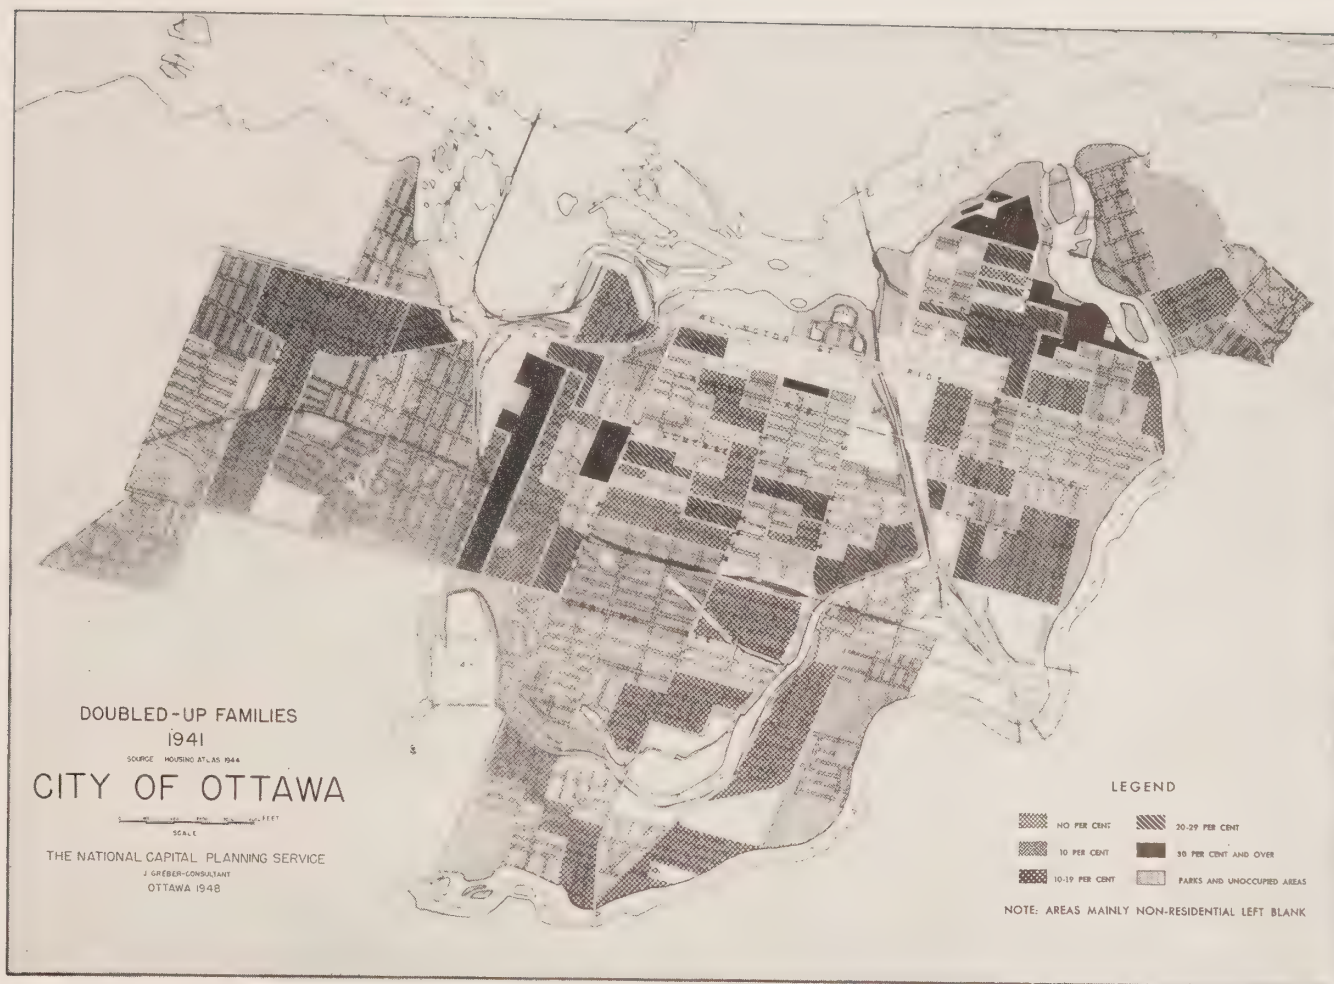 WELLINGTON ST
DOUBLED-UP FAMILIES
1941
SOURCE HOUSING ATLAS 1944
CITY OF OTTAWA
FEET
SCALE
THE NATIONAL CAPITAL PLANNING SERVICE
J GRÉBER-CONSULTANT
OTTAWA 1948
LEGEND
NO PER CENT
20-29 PER CENT
10 PER CENT
30 PER CENT AND OVER
10-19 PER CENT
PARKS AND UNOCCUPIED AREAS
NOTE: AREAS MAINLY NON-RESIDENTIAL LEFT BLANK